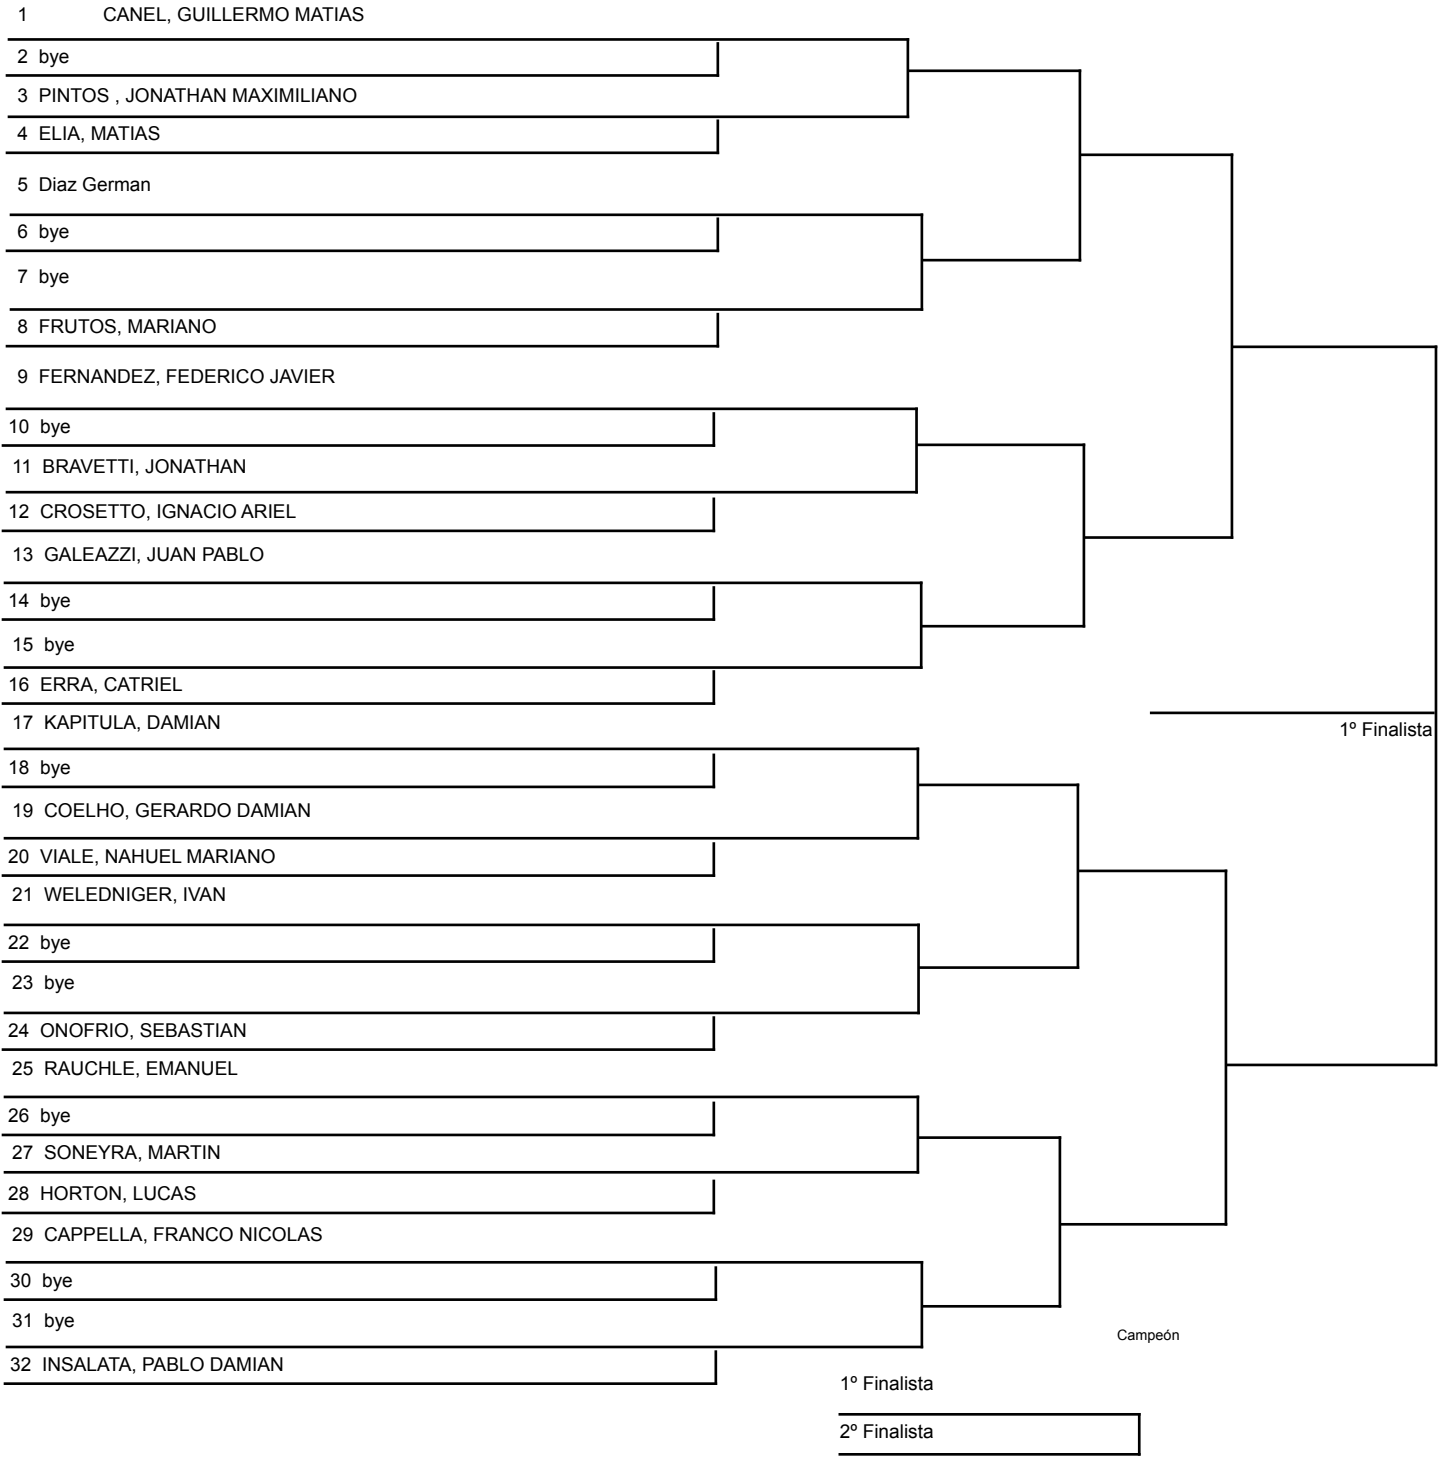 1 CANEL, GUILLERMO MATIAS
2 bye
3 PINTOS , JONATHAN MAXIMILIANO
4 ELIA, MATIAS
5 Diaz German
6 bye
7 bye
8 FRUTOS, MARIANO
9 FERNANDEZ, FEDERICO JAVIER
10 bye
11 BRAVETTI, JONATHAN
12 CROSETTO, IGNACIO ARIEL
13 GALEAZZI, JUAN PABLO
14 bye
15 bye
16 ERRA, CATRIEL
17 KAPITULA, DAMIAN
1º Finalista
18 bye
19 COELHO, GERARDO DAMIAN
20 VIALE, NAHUEL MARIANO
21 WELEDNIGER, IVAN
22 bye
23 bye
24 ONOFRIO, SEBASTIAN
25 RAUCHLE, EMANUEL
26 bye
27 SONEYRA, MARTIN
28 HORTON, LUCAS
29 CAPPELLA, FRANCO NICOLAS
30 bye
31 bye
Campeón
32 INSALATA, PABLO DAMIAN
1º Finalista
2º Finalista